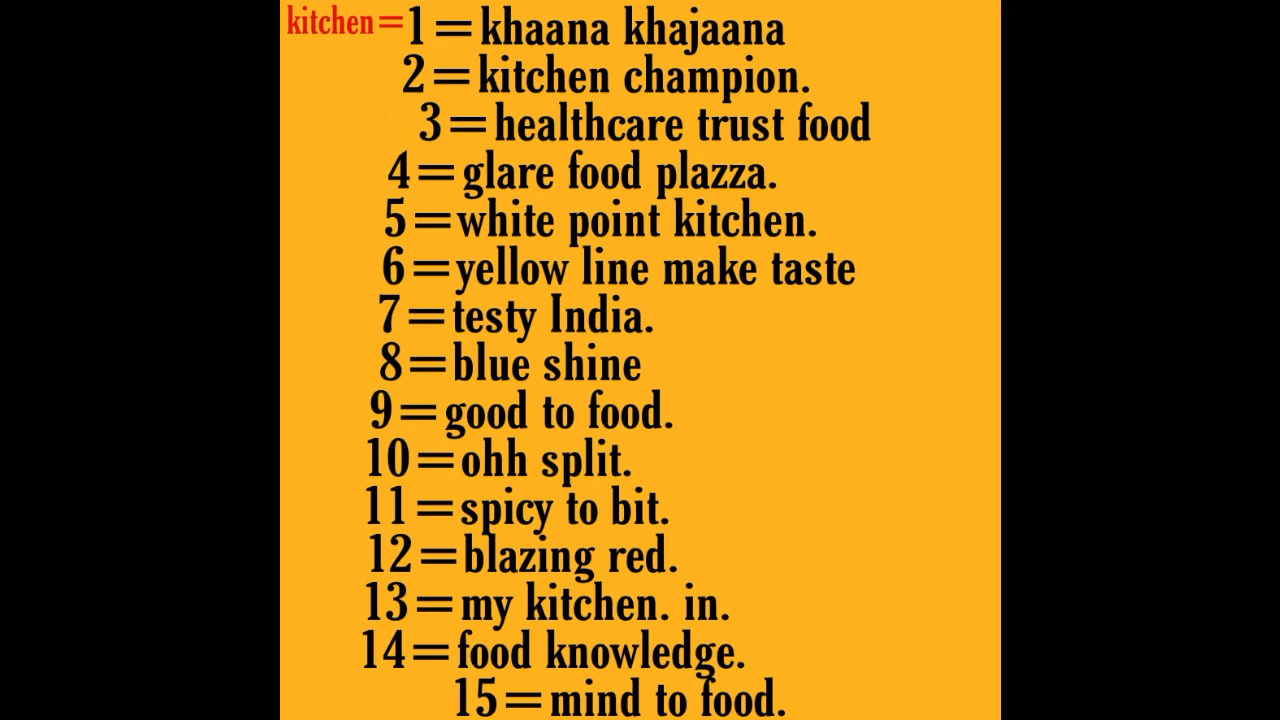 kitchen=1=khaana khajaana
2=kitchen champion.
3=healthcare trust food
4=glare food plazza.
5=white point kitchen.
6=yellow line make taste
7=testy India.
8=blue shine
9=good to food.
10=ohh split.
11=spicy to bit.
12=blazing red.
13=my kitchen. in.
14=food knowledge.
15=mind to food.